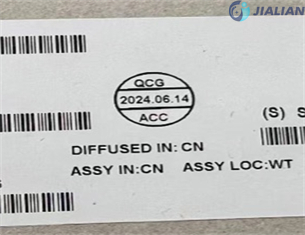 JIALIAN
QCG
2024.06.14
ACC
(S) S
DIFFUSED IN: CN
ASSY IN:CN ASSY LOC:WT